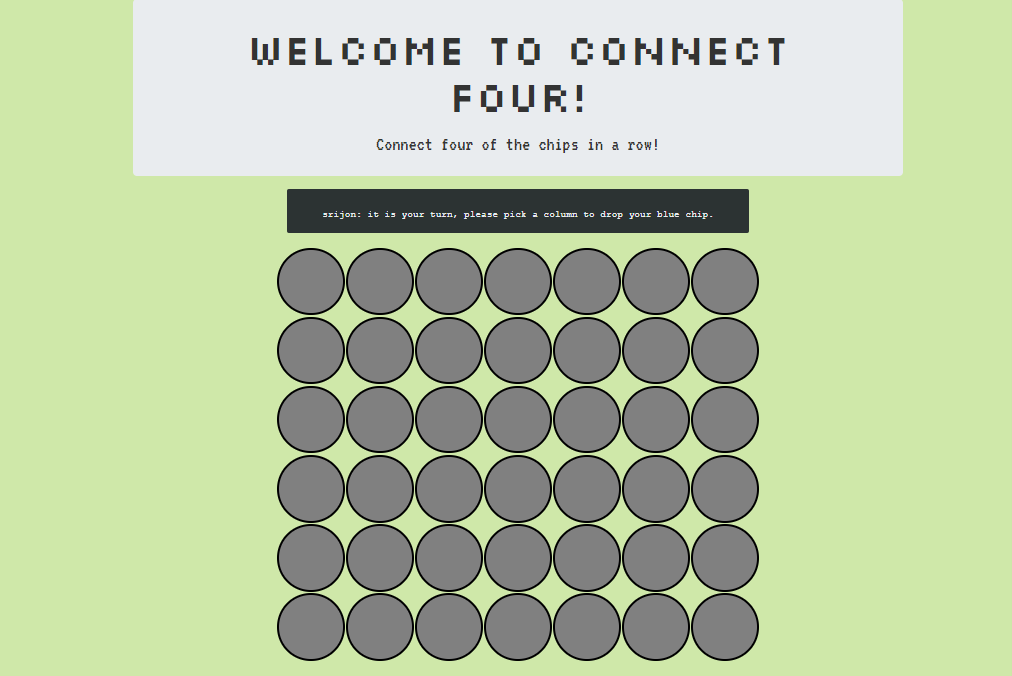 WELCOME TO CONNECT
FOUR!
Connect four of the chips in a row!
srijon: it is your turn, please pick a column to drop your blue chip.